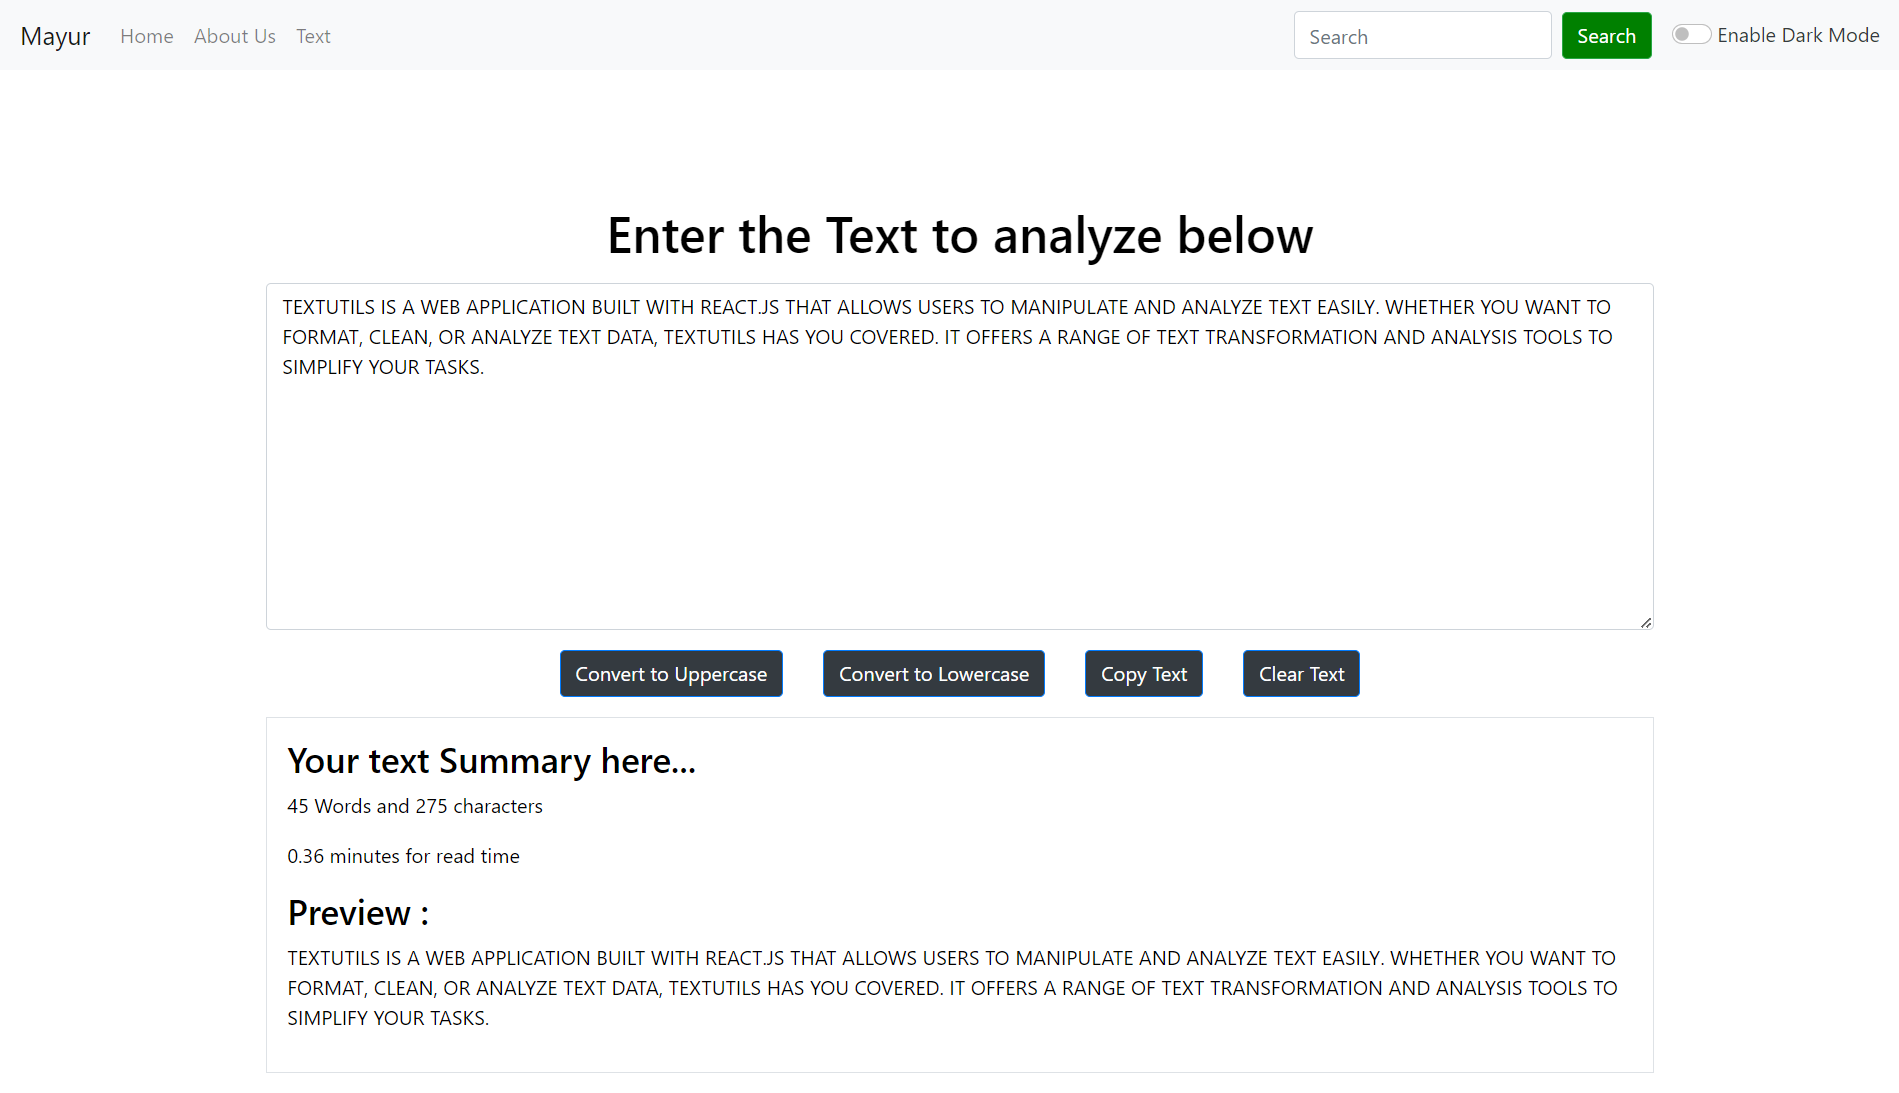 Mayur Home About Us Text Search Search Enable Dark Mode
Enter the Text to analyze below
TEXTUTILS IS A WEB APPLICATION BUILT WITH REACT.JS THAT ALLOWS USERS TO MANIPULATE AND ANALYZE TEXT EASILY. WHETHER YOU WANT TO
FORMAT, CLEAN, OR ANALYZE TEXT DATA, TEXTUTILS HAS YOU COVERED. IT OFFERS A RANGE OF TEXT TRANSFORMATION AND ANALYSIS TOOLS TO
SIMPLIFY YOUR TASKS.
Convert to Uppercase Convert to Lowercase Copy Text Clear Text
Your text Summary here...
45 Words and 275 characters
0.36 minutes for read time
Preview :
TEXTUTILS IS A WEB APPLICATION BUILT WITH REACT.JS THAT ALLOWS USERS TO MANIPULATE AND ANALYZE TEXT EASILY. WHETHER YOU WANT TO
FORMAT, CLEAN, OR ANALYZE TEXT DATA, TEXTUTILS HAS YOU COVERED. IT OFFERS A RANGE OF TEXT TRANSFORMATION AND ANALYSIS TOOLS TO
SIMPLIFY YOUR TASKS.